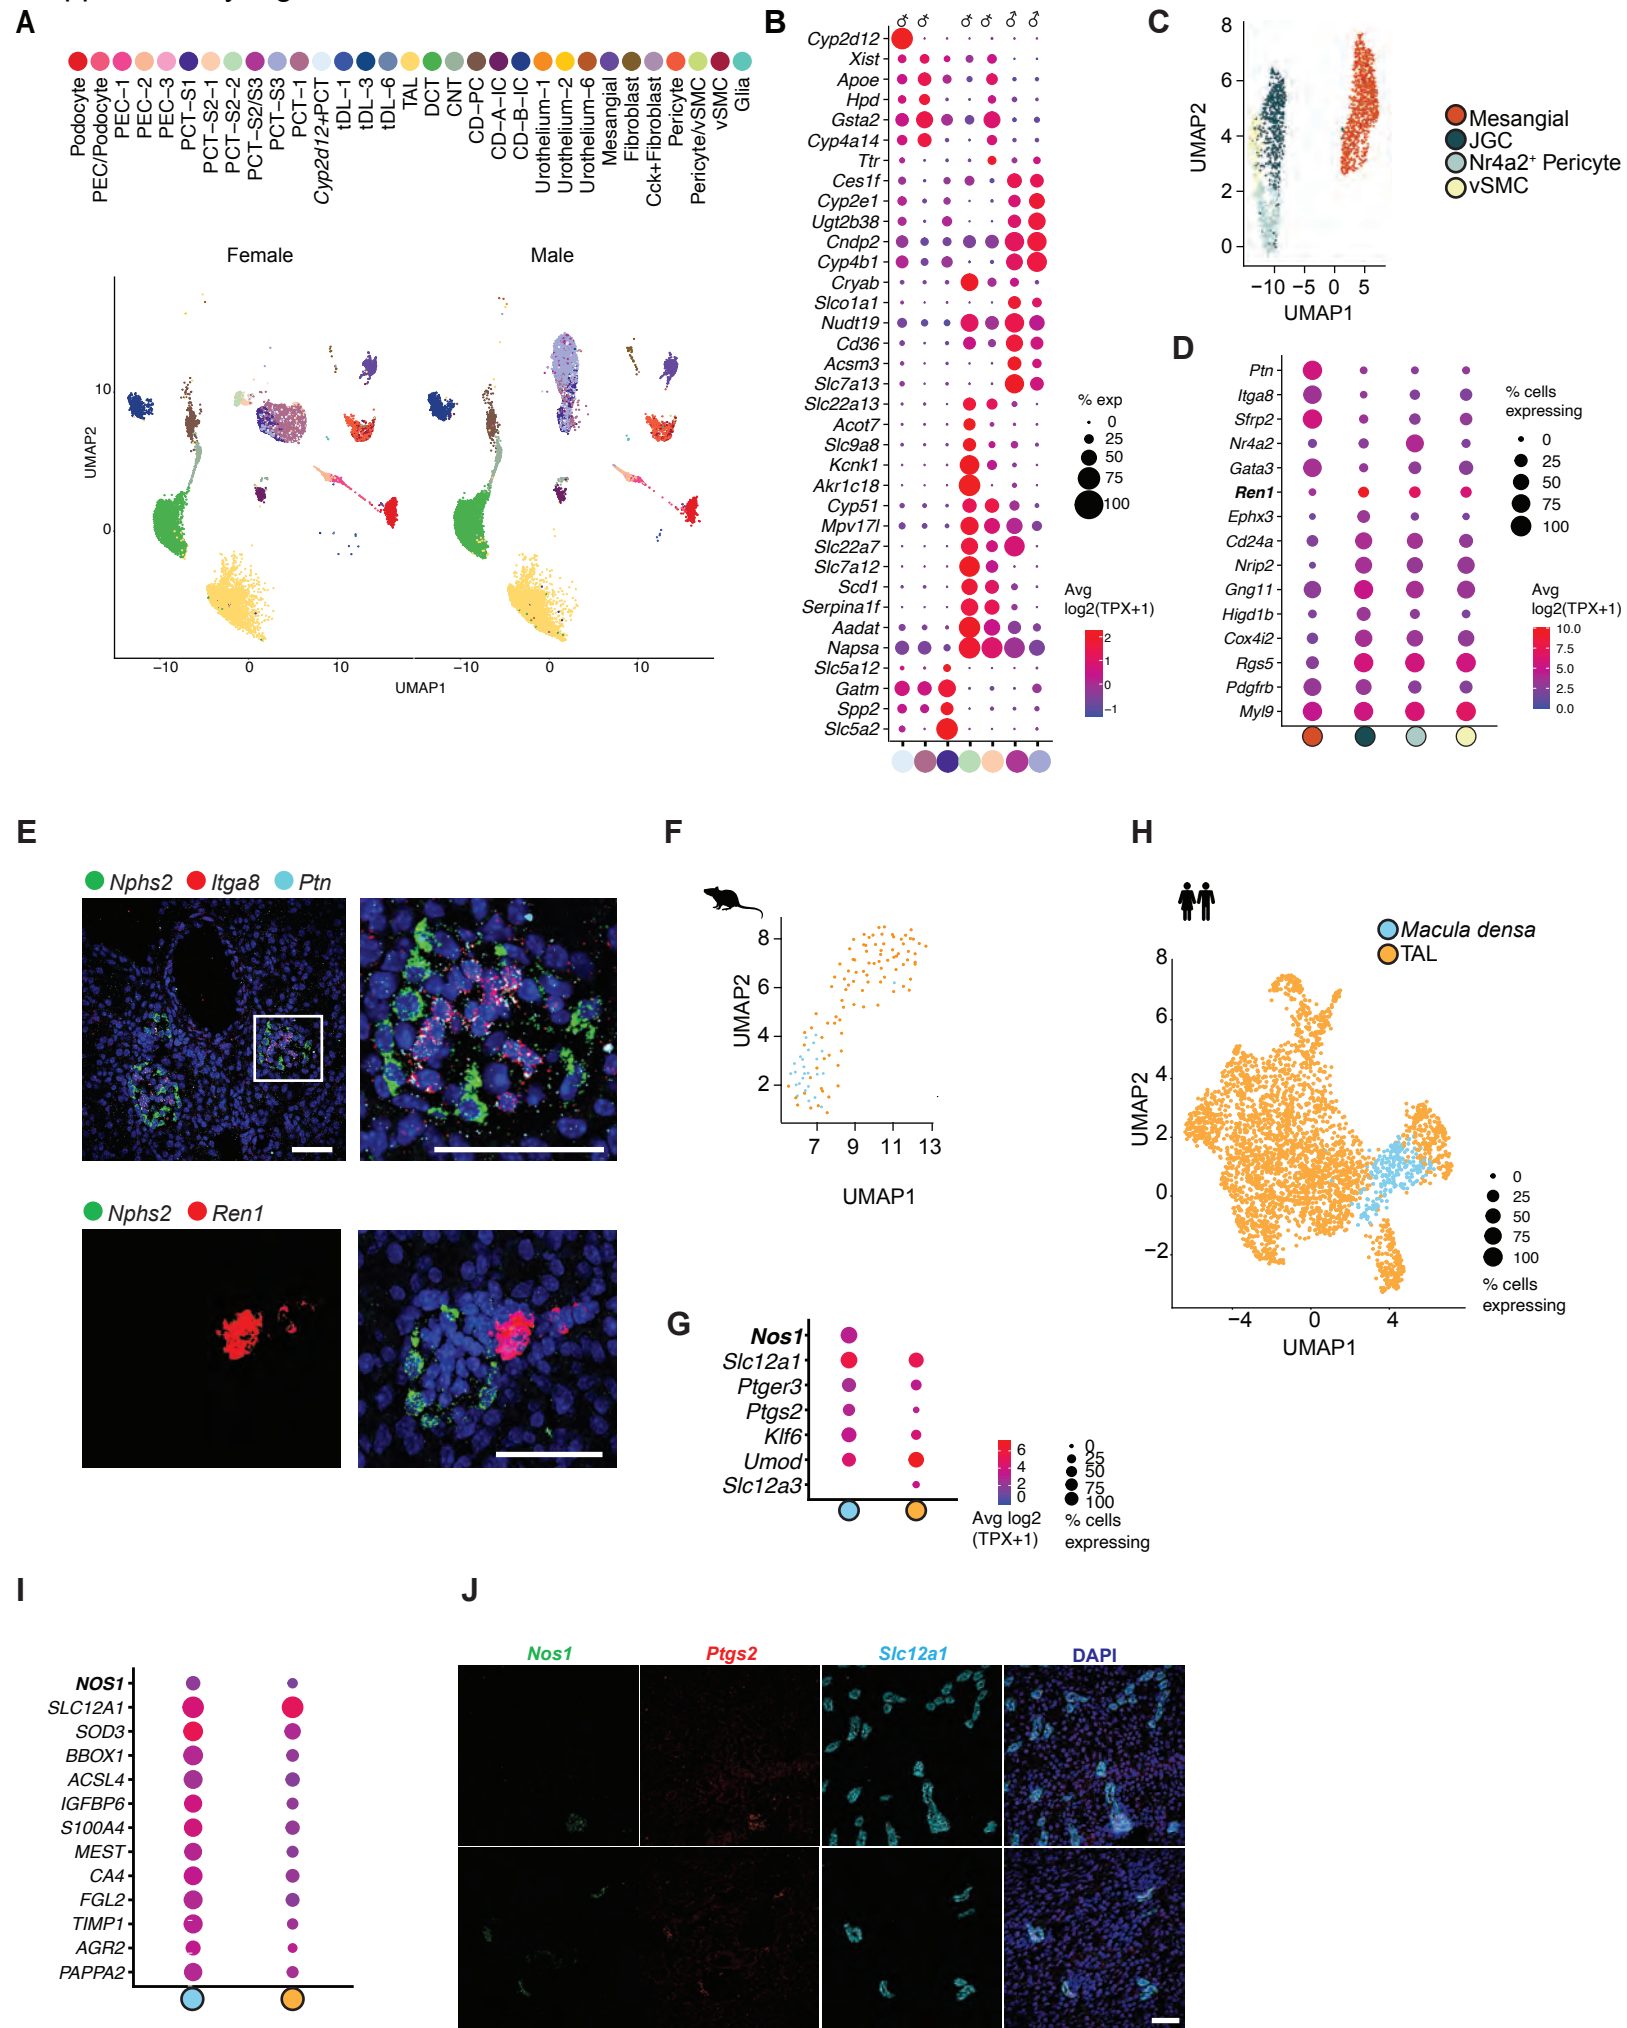 A
Podocyte
PEC/Podocyte
PEC-1
PEC-2
PEC-3
PCT-S1
PCT-S2-1
PCT-S2-2
PCT-S2/S3
PCT-S3
PCT-1
Cyp2d12+PCT
tDL-1
tDL-3
tDL-6
TAL
DCT
CNT
CD-PC
CD-A-IC
CD-B-IC
Urothelium-1
Urothelium-2
Urothelium-6
Mesangial
Fibroblast
Cck+Fibroblast
Pericyte
Pericyte/vSMC
vSMC
Glia
Female
Male
UMAP2
10
0
-10
0
10
-10
0
10
UMAP1
B
♀ ♀ ♀ ♀ ♂ ♂
Cyp2d12
Xist
Apoe
Hpd
Gsta2
Cyp4a14
Ttr
Ces1f
Cyp2e1
Ugt2b38
Cndp2
Cyp4b1
Cryab
Slco1a1
Nudt19
Cd36
Acsm3
Slc7a13
Slc22a13
Acot7
Slc9a8
Kcnk1
Akr1c18
Cyp51
Mpv17l
Slc22a7
Slc7a12
Scd1
Serpina1f
Aadat
Napsa
Slc5a12
Gatm
Spp2
Slc5a2
% exp
0
25
50
75
100
Avg
log2(TPX+1)
2
1
0
-1
C
8
6
4
2
0
UMAP2
-10 -5 0 5
UMAP1
Mesangial
JGC
Nr4a2+ Pericyte
vSMC
D
Ptn
Itga8
Sfrp2
Nr4a2
Gata3
Ren1
Ephx3
Cd24a
Nrip2
Gng11
Higd1b
Cox4i2
Rgs5
Pdgfrb
Myl9
% cells
expressing
0
25
50
75
100
Avg
log2(TPX+1)
10.0
7.5
5.0
2.5
0.0
E
Nphs2 Itga8 Ptn
Nphs2 Ren1
F
8
6
4
2
UMAP2
7 9 11 13
UMAP1
G
Nos1
Slc12a1
Ptger3
Ptgs2
Klf6
Umod
Slc12a3
6
4
2
0
Avg log2
(TPX+1)
0
25
50
75
100
% cells
expressing
H
Macula densa
TAL
8
6
4
2
0
-2
UMAP2
-4 0 4
UMAP1
0
25
50
75
100
% cells
expressing
I
NOS1
SLC12A1
SOD3
BBOX1
ACSL4
IGFBP6
S100A4
MEST
CA4
FGL2
TIMP1
AGR2
PAPPA2
J
Nos1 Ptgs2 Slc12a1 DAPI